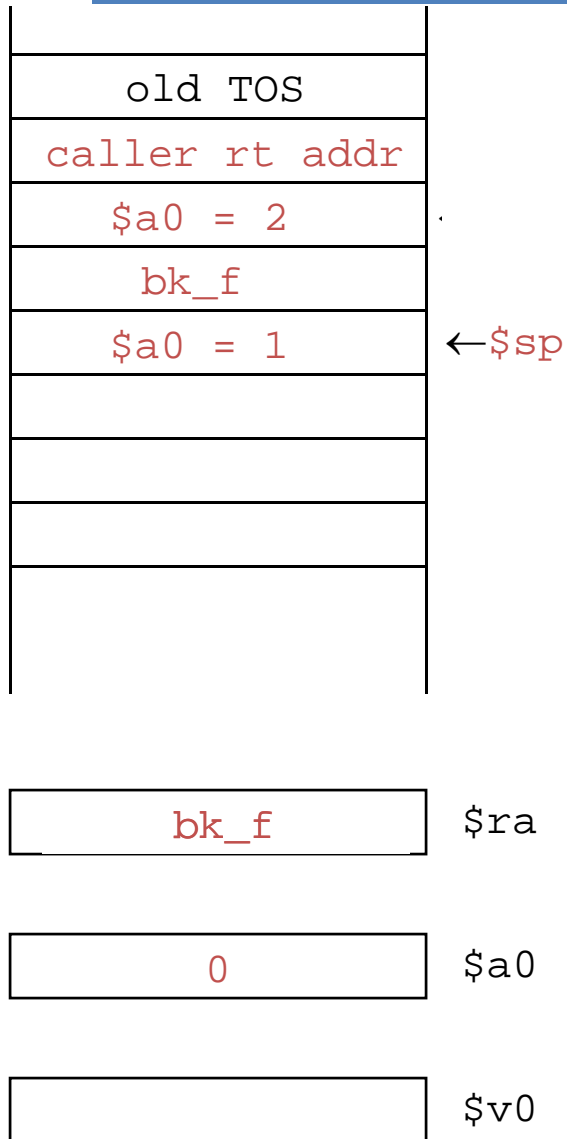 old TOS
caller rt addr
$a0 = 2
bk_f
$a0 = 1 ←$sp
bk_f $ra
0 $a0
$v0